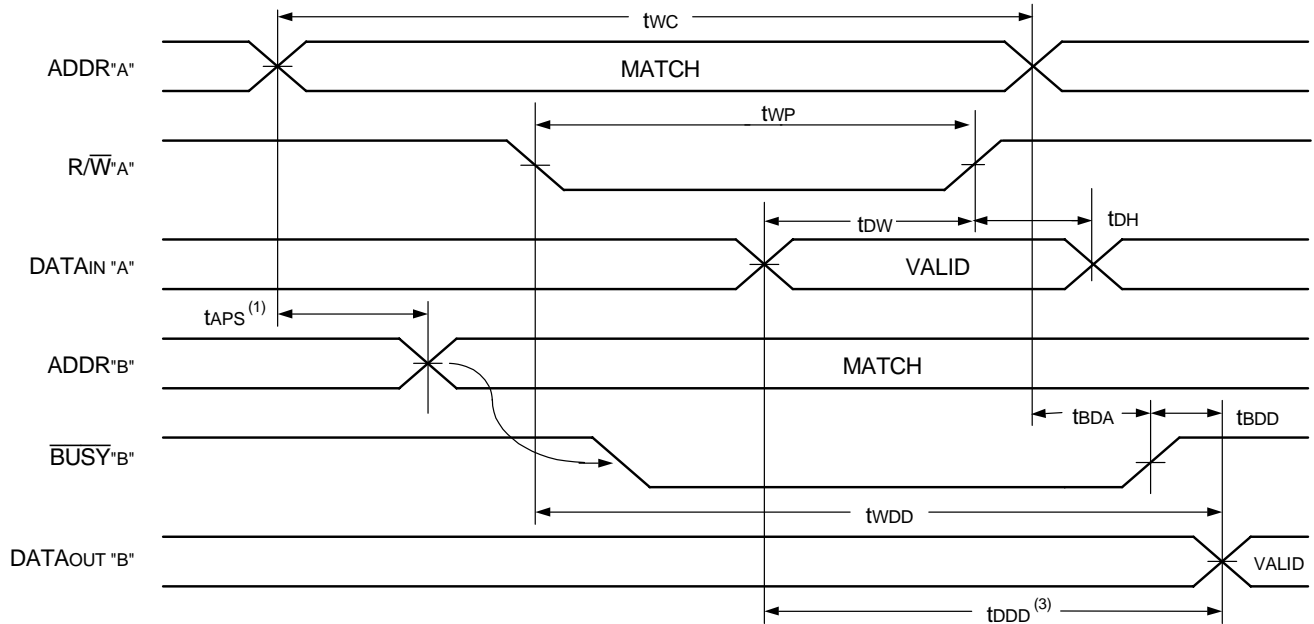 tWC
ADDR"A" MATCH
tWP
R/W̅"A"
tDW tDH
DATAIN "A" VALID
tAPS (1)
ADDR"B" MATCH
tBDA tBDD
B̅U̅S̅Y̅"B"
tWDD
DATAOUT "B" VALID
tDDD (3)